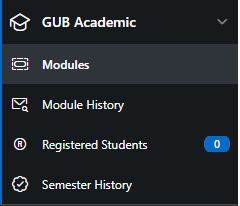 GUB Academic
Modules
Module History
Registered Students 0
Semester History